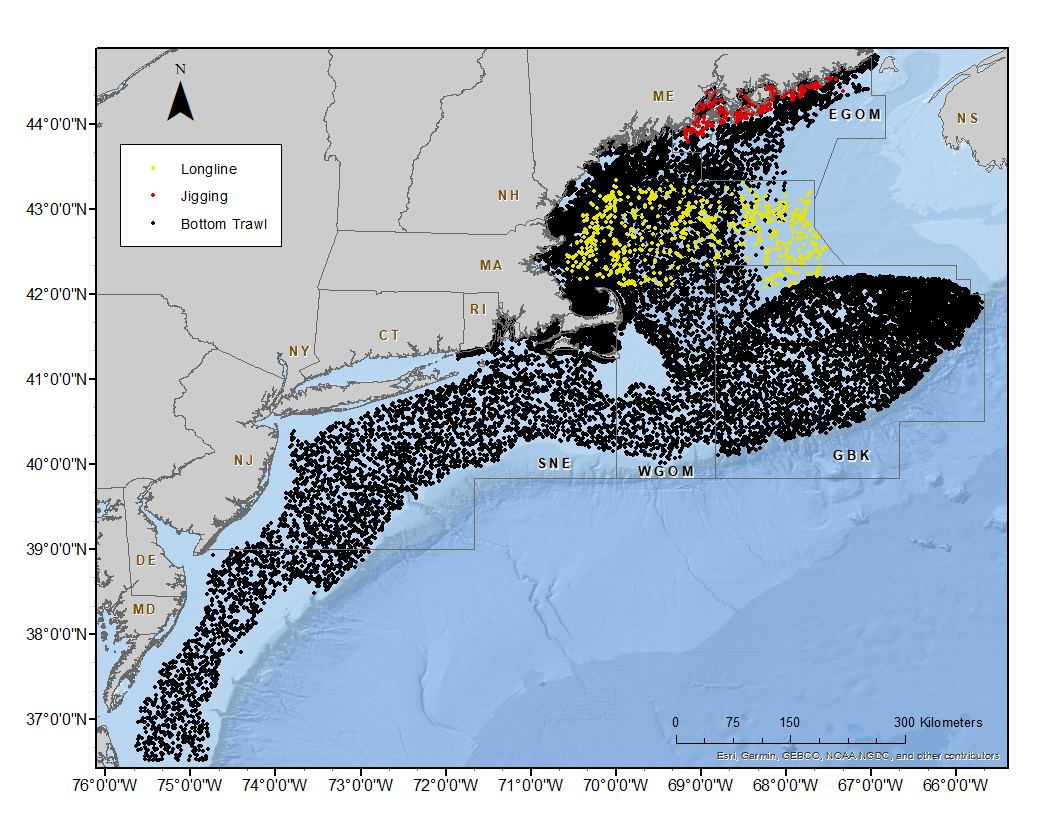 N
ME
EGOM
NS
44°0'0"N
Longline
Jigging
Bottom Trawl
NH
43°0'0"N
MA
42°0'0"N
RI
CT
NY
41°0'0"N
NJ
40°0'0"N
SNE
WGOM
GBK
39°0'0"N
DE
MD
38°0'0"N
37°0'0"N
0 75 150 300 Kilometers
Esri, Garmin, GEBCO, NOAA NGDC, and other contributors
76°0'0"W 75°0'0"W 74°0'0"W 73°0'0"W 72°0'0"W 71°0'0"W 70°0'0"W 69°0'0"W 68°0'0"W 67°0'0"W 66°0'0"W